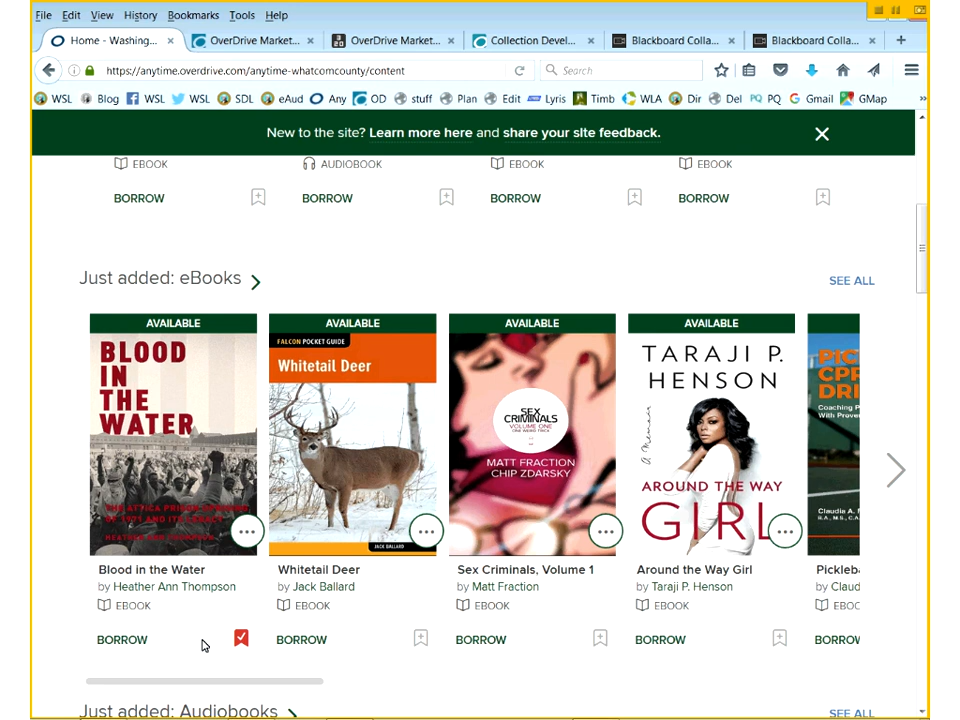 File Edit View History Bookmarks Tools Help
Home - Washing... × OverDrive Market... × OverDrive Market... × Collection Devel... × Blackboard Colla... × Blackboard Colla... × +
https://anytime.overdrive.com/anytime-whatcomcounty/content Search
WSL Blog WSL WSL SDL eAud Any OD stuff Plan Edit Lyris Timb WLA Dir Del PQ PQ Gmail GMap »
New to the site? Learn more here and share your site feedback.
EBOOK AUDIOBOOK EBOOK EBOOK
BORROW BORROW BORROW BORROW
Just added: eBooks
SEE ALL
AVAILABLE AVAILABLE AVAILABLE AVAILABLE
BLOOD
IN
THE
WATER
THE ATTICA PRISON UPRISING
OF 1971 AND ITS LEGACY
HEATHER ANN THOMPSON
FALCON POCKET GUIDE
Whitetail Deer
JACK BALLARD
SEX
CRIMINALS
VOLUME ONE
ONE WEIRD TRICK
MATT FRACTION
CHIP ZDARSKY
TARAJI P.
HENSON
A Memoir
AROUND THE WAY
GIRL
PIC
CPR
DRI
Coaching P
With Prove
Claudia A.
Blood in the Water Whitetail Deer Sex Criminals, Volume 1 Around the Way Girl Pickleba
by Heather Ann Thompson by Jack Ballard by Matt Fraction by Taraji P. Henson by Claud
EBOOK EBOOK EBOOK EBOOK EBOO
BORROW BORROW BORROW BORROW BORROW
Just added: Audiobooks
SEE ALL